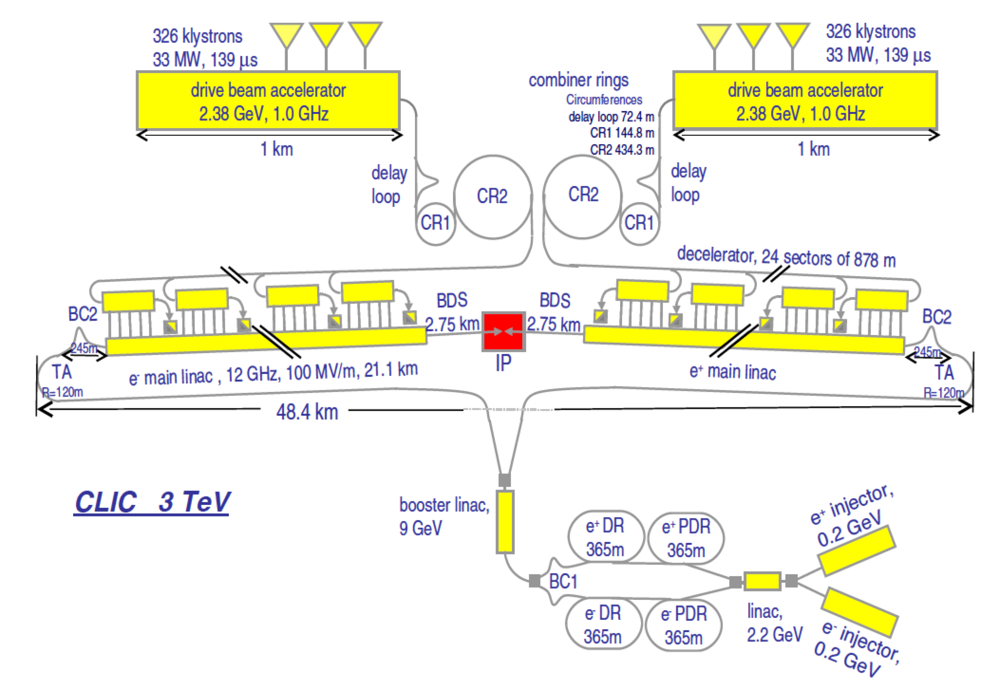 326 klystrons
33 MW, 139 μs
drive beam accelerator
2.38 GeV, 1.0 GHz
1 km
delay
loop
CR1
CR2
combiner rings
Circumferences
delay loop 72.4 m
CR1 144.8 m
CR2 434.3 m
326 klystrons
33 MW, 139 μs
drive beam accelerator
2.38 GeV, 1.0 GHz
1 km
delay
loop
CR2
CR1
decelerator, 24 sectors of 878 m
BC2
245m
TA
R=120m
e⁻ main linac , 12 GHz, 100 MV/m, 21.1 km
BDS
2.75 km
IP
BDS
2.75 km
e⁺ main linac
BC2
245m
TA
R=120m
48.4 km
CLIC 3 TeV
booster linac,
9 GeV
BC1
e⁺ DR
365m
e⁺ PDR
365m
e⁻ DR
365m
e⁻ PDR
365m
linac,
2.2 GeV
e⁺ injector,
0.2 GeV
e⁻ injector,
0.2 GeV